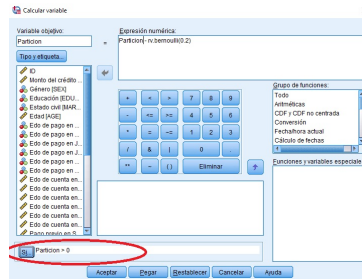 Calcular variable
Variable objetivo:
Particion
=
Expresión numérica:
Particion- rv.bernoulli(0.2)
Tipo y etiqueta...
ID
Monto del crédito ...
Género [SEX]
Educación [EDU...
Estado civil [MAR...
Edad [AGE]
Edo de pago en ...
Edo de pago en ...
Edo de pago en J...
Edo de pago en J...
Edo de pago en ...
Edo de pago en ...
Edo de cuenta en...
Edo de cuenta en...
Edo de cuenta en...
Edo de cuenta en...
Edo de cuenta en...
Edo de cuenta en...
Pago previo en S...
+ < > 7 8 9
- <= >= 4 5 6
* = ~= 1 2 3
/ & | 0 .
** ~ ( ) Eliminar
Grupo de funciones:
Todo
Aritméticas
CDF y CDF no centrada
Conversión
Fecha/hora actual
Cálculo de fechas
Funciones y variables especiale
Si... Particion > 0
Aceptar Pegar Restablecer Cancelar Ayuda